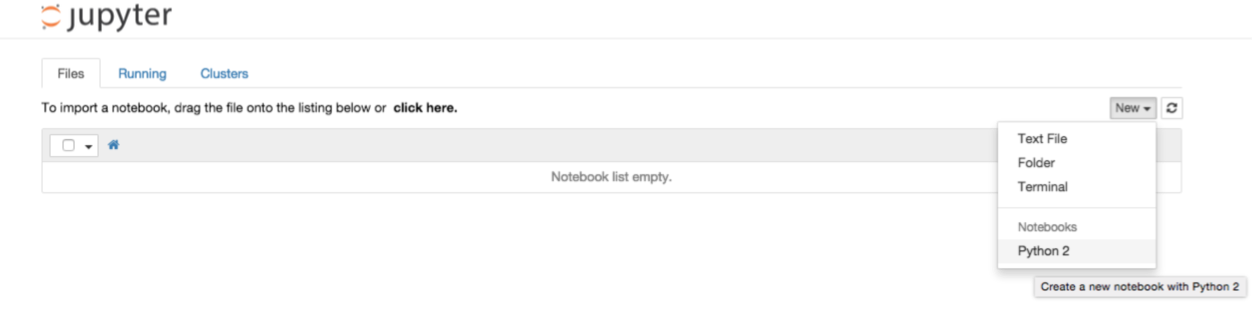 jupyter
Files Running Clusters
To import a notebook, drag the file onto the listing below or click here.
New
Text File
Folder
Terminal
Notebook list empty.
Notebooks
Python 2
Create a new notebook with Python 2